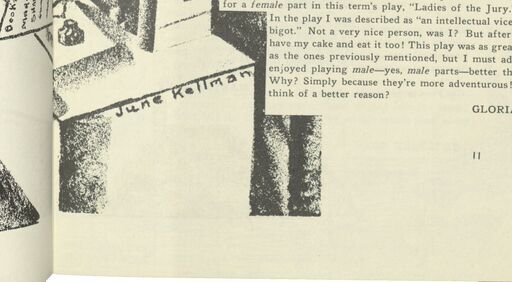 Book
for a female part in this term's play, "Ladies of the Jury.
In the play I was described as "an intellectual vice
bigot." Not a very nice person, was I? But after
have my cake and eat it too! This play was as grea
as the ones previously mentioned, but I must ad
enjoyed playing male—yes, male parts—better th
Why? Simply because they're more adventurous!
think of a better reason?
GLORIA
June Kellman
11